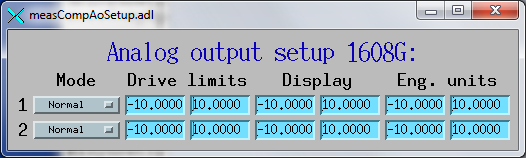 measCompAoSetup.adl
Analog output setup 1608G:
Mode Drive limits Display Eng. units
1 Normal -10.0000 10.0000 -10.0000 10.0000 -10.0000 10.0000
2 Normal -10.0000 10.0000 -10.0000 10.0000 -10.0000 10.0000